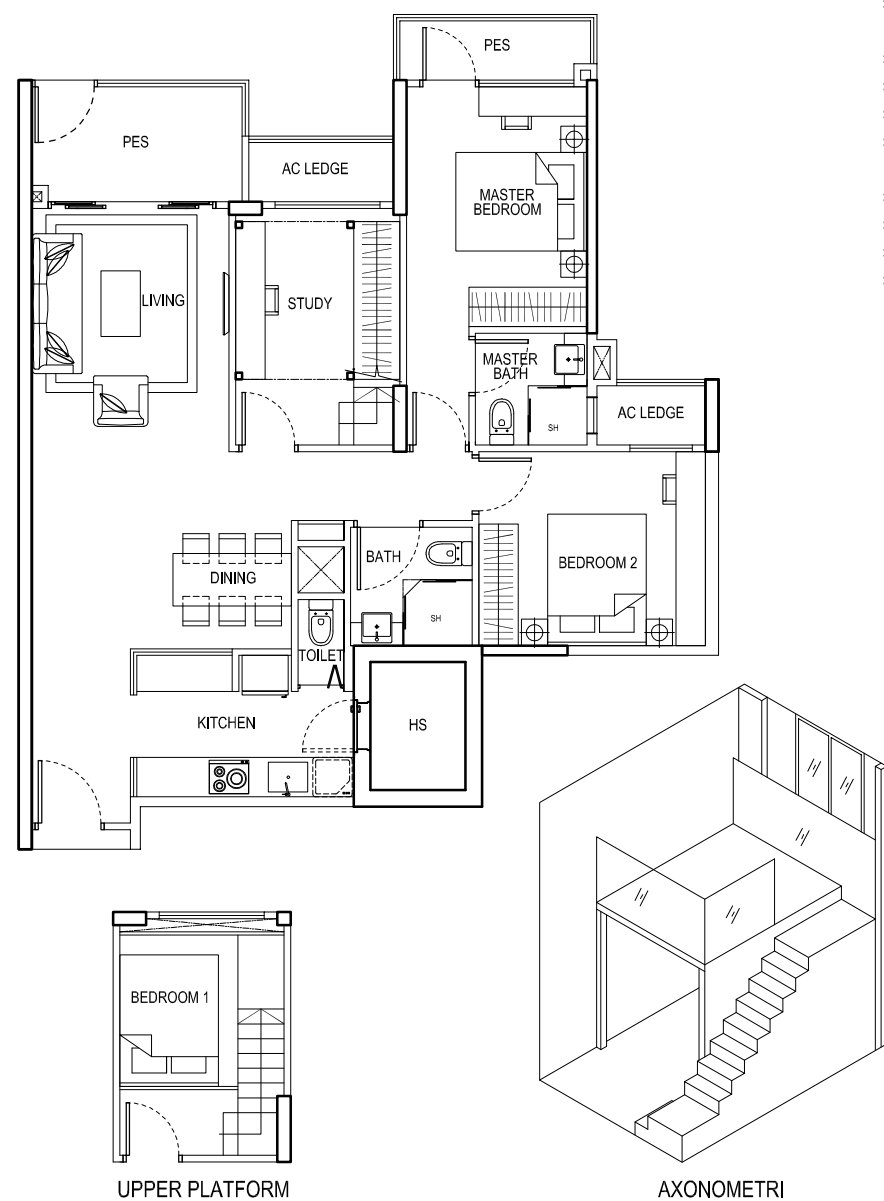 PES
PES
AC LEDGE
MASTER
BEDROOM
LIVING
STUDY
MASTER
BATH
AC LEDGE
SH
BATH
BEDROOM 2
DINING
SH
TOILET
KITCHEN
HS
BEDROOM 1
UPPER PLATFORM
AXONOMETRI